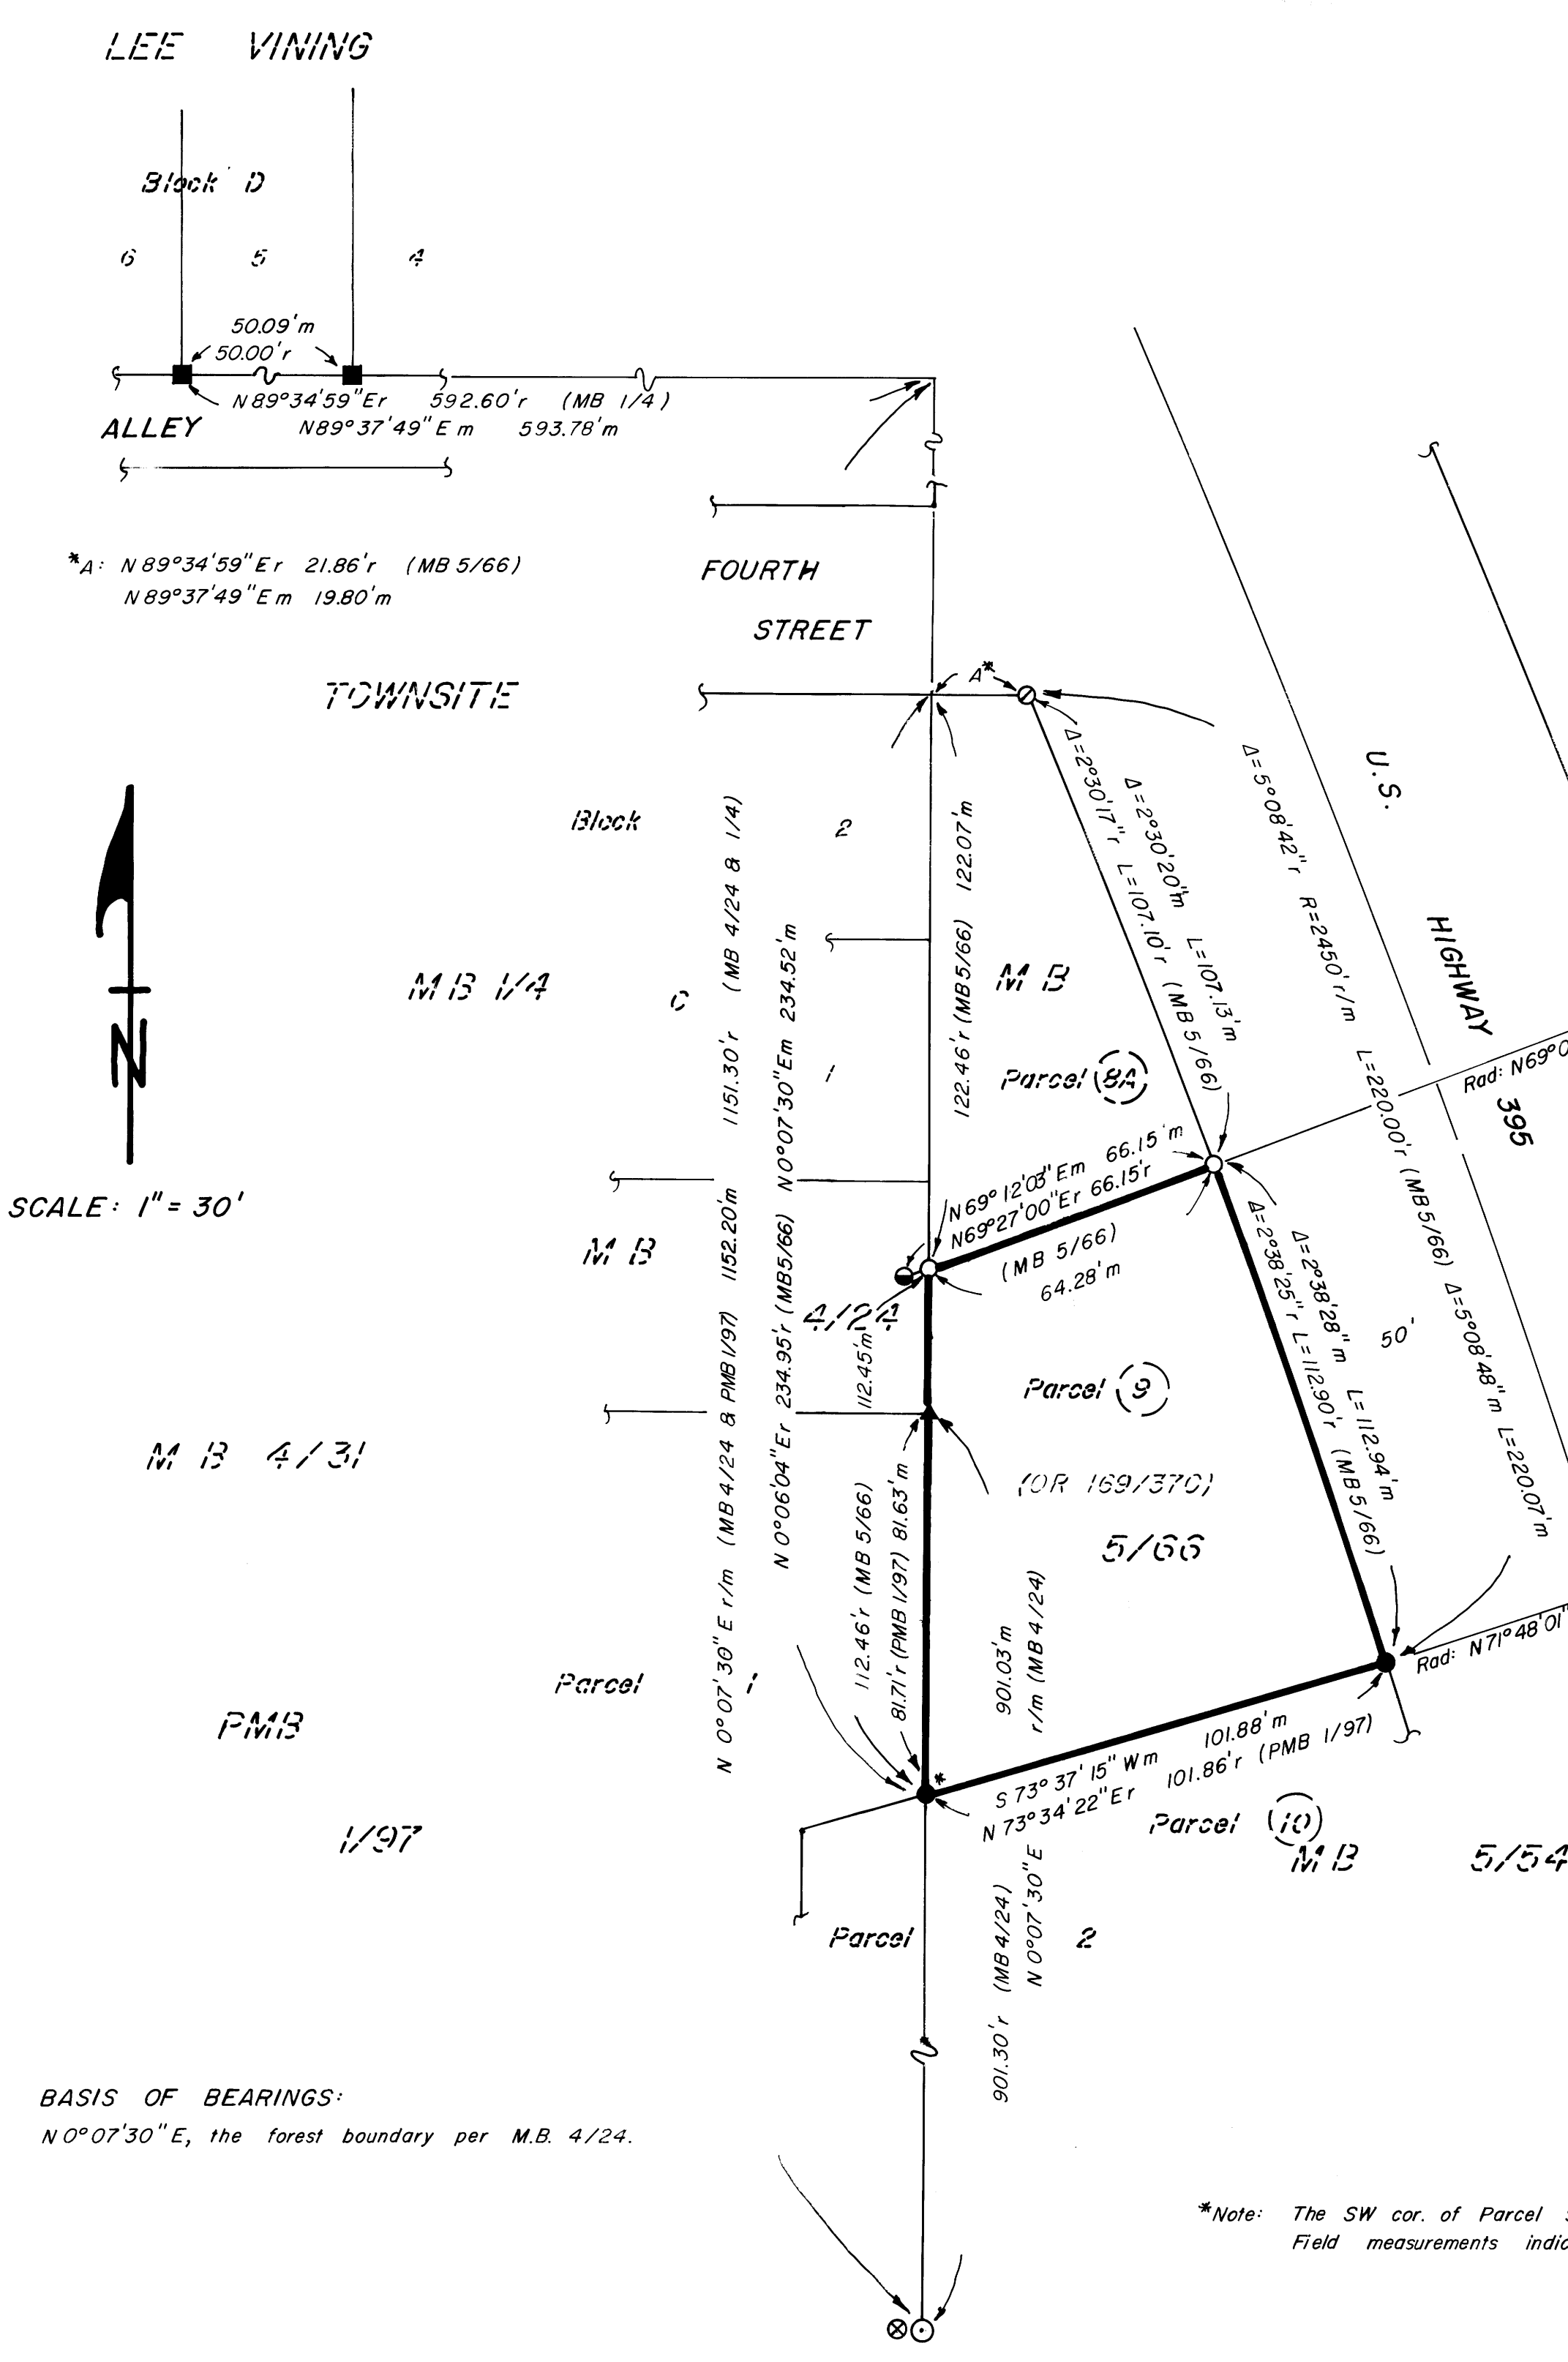 LEE VINING
Block D
6 5 4
50.09'm
50.00'r
N89°34'59"Er 592.60'r (MB 1/4)
ALLEY
N89°37'49"Em 593.78'm
*A: N89°34'59"Er 21.86'r (MB 5/66)
N89°37'49"Em 19.80'm
FOURTH
STREET
A*
TOWNSITE
Block 2
MB 1/4
C
1
N
SCALE: 1" = 30'
N 0°07'30"E r/m (MB 4/24 & PMB 1/97) 1152.20'm 1151.30'r (MB 4/24 & 1/4)
N 0°06'04"Er 234.95'r (MB5/66) N0°07'30"Em 234.52'm
122.46'r (MB5/66) 122.07'm
Δ=2°30'17"r L=107.10'r (MB 5/66)
Δ=2°30'20"m L=107.13'm
Δ=5°08'42"r R=2450'r/m L=220.00'r (MB5/66) Δ=5°08'48"m L=220.07'm
U.S.
HIGHWAY
395
Rad: N69°0
MB
Parcel 8A
N69°12'03"Em 66.15'm
N69°27'00"Er 66.15'r
(MB 5/66)
64.28'm
MB
4/24
112.45'm
Parcel 9
(OR 169/370)
5/66
Δ=2°38'25"r L=112.90'r (MB5/66)
Δ=2°38'28"m L=112.94'm
50'
MB 4/31
112.46'r (MB 5/66)
81.71'r (PMB 1/97) 81.63'm
901.03'm
r/m (MB 4/24)
Rad: N71°48'01"
Parcel 1
PMB
1/97
S 73°37'15" Wm 101.88'm
N 73°34'22"Er 101.86'r (PMB 1/97)
*
Parcel 10
MB 5/54
Parcel 2
901.30'r (MB4/24)
N 0°07'30"E
BASIS OF BEARINGS:
N0°07'30"E, the forest boundary per M.B. 4/24.
*Note: The SW cor. of Parcel
Field measurements indic